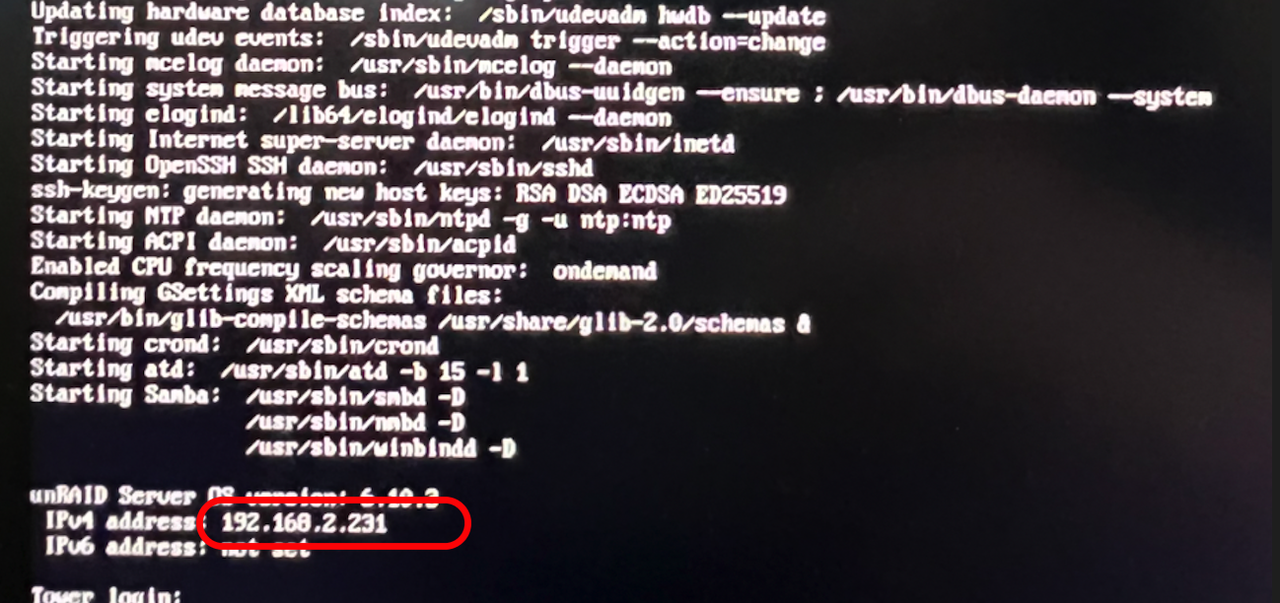 Updating hardware database index:  /sbin/udevadm hwdb --update
Triggering udev events:  /sbin/udevadm trigger --action=change
Starting mcelog daemon:  /usr/sbin/mcelog --daemon
Starting system message bus:  /usr/bin/dbus-uuidgen --ensure ; /usr/bin/dbus-daemon --system
Starting elogind:  /lib64/elogind/elogind --daemon
Starting Internet super-server daemon:  /usr/sbin/inetd
Starting OpenSSH SSH daemon:  /usr/sbin/sshd
ssh-keygen: generating new host keys: RSA DSA ECDSA ED25519
Starting NTP daemon:  /usr/sbin/ntpd -g -u ntp:ntp
Starting ACPI daemon:  /usr/sbin/acpid
Enabled CPU frequency scaling governor:  ondemand
Compiling GSettings XML schema files:
/usr/bin/glib-compile-schemas /usr/share/glib-2.0/schemas &
Starting crond:  /usr/sbin/crond
Starting atd:  /usr/sbin/atd -b 15 -l 1
Starting Samba:  /usr/sbin/smbd -D
/usr/sbin/nmbd -D
/usr/sbin/winbindd -D
unRAID Server OS version: 6.10.3
IPv4 address: 192.168.2.231
IPv6 address: not set
Tower login: